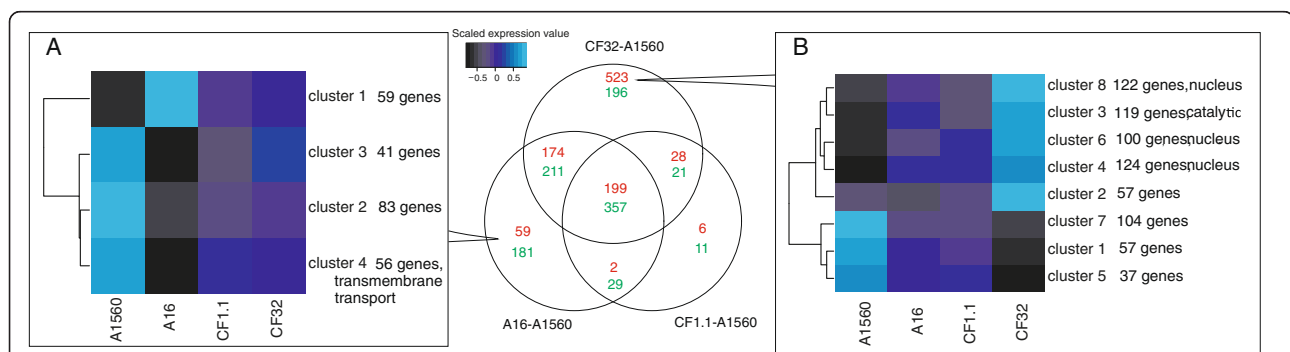 A
cluster 1 59 genes
cluster 3 41 genes
cluster 2 83 genes
cluster 4 56 genes,
transmembrane
transport
A1560
A16
CF1.1
CF32
Scaled expression value
−0.5 0 0.5
CF32-A1560
523
196
174
211
28
21
199
357
59
181
6
11
2
29
A16-A1560
CF1.1-A1560
B
cluster 8 122 genes,nucleus
cluster 3 119 genes,catalytic
cluster 6 100 genes,nucleus
cluster 4 124 genes,nucleus
cluster 2 57 genes
cluster 7 104 genes
cluster 1 57 genes
cluster 5 37 genes
A1560
A16
CF1.1
CF32